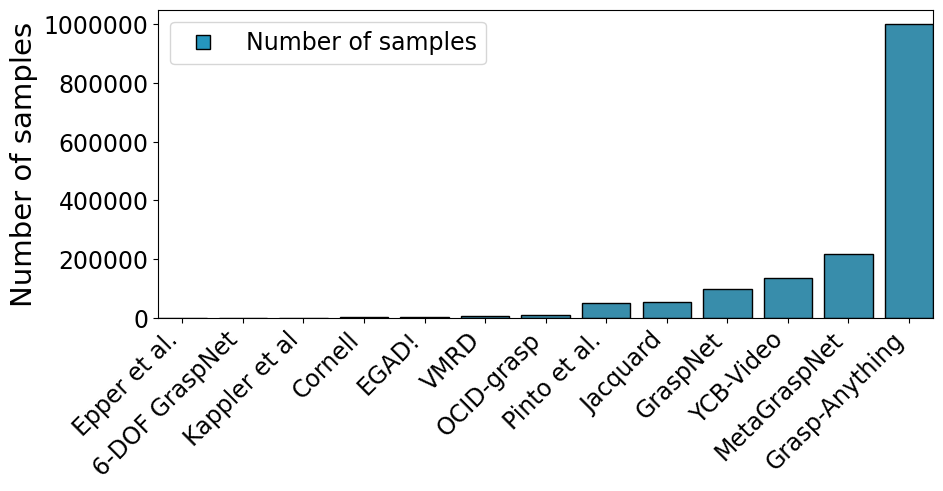 Number of samples
Number of samples
1000000
800000
600000
400000
200000
0
Epper et al.
6-DOF GraspNet
Kappler et al
Cornell
EGAD!
VMRD
OCID-grasp
Pinto et al.
Jacquard
GraspNet
YCB-Video
MetaGraspNet
Grasp-Anything